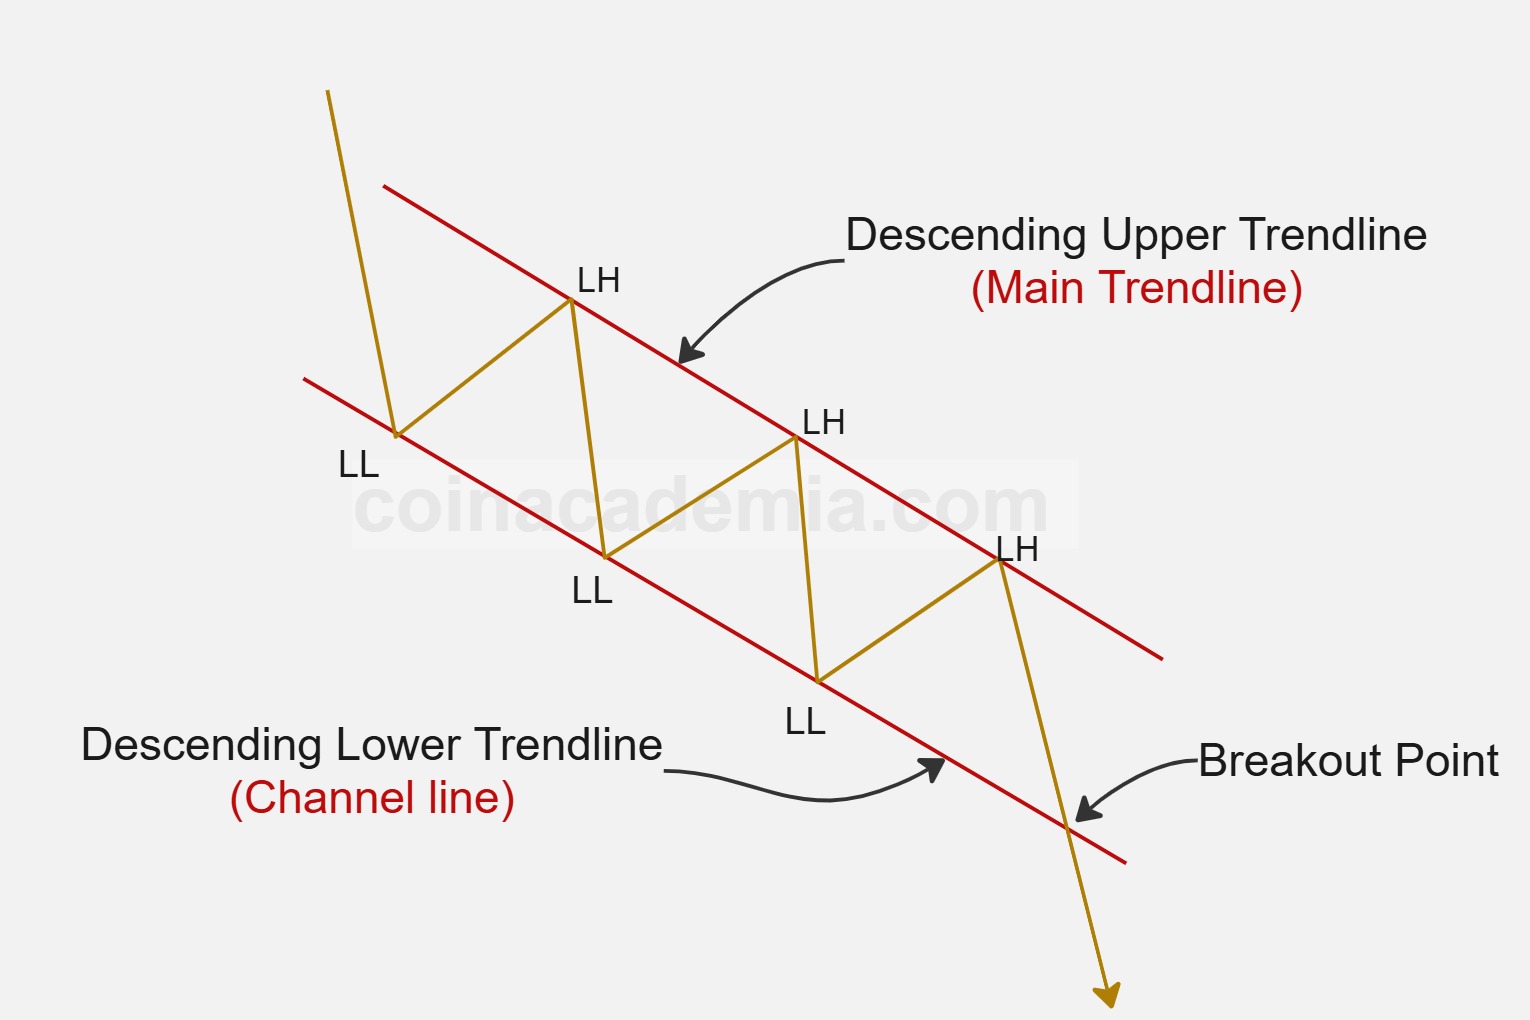 Descending Upper Trendline
(Main Trendline)
LH
LH
LL
coinacademia.com
LH
LL
LL
Descending Lower Trendline
(Channel line)
Breakout Point